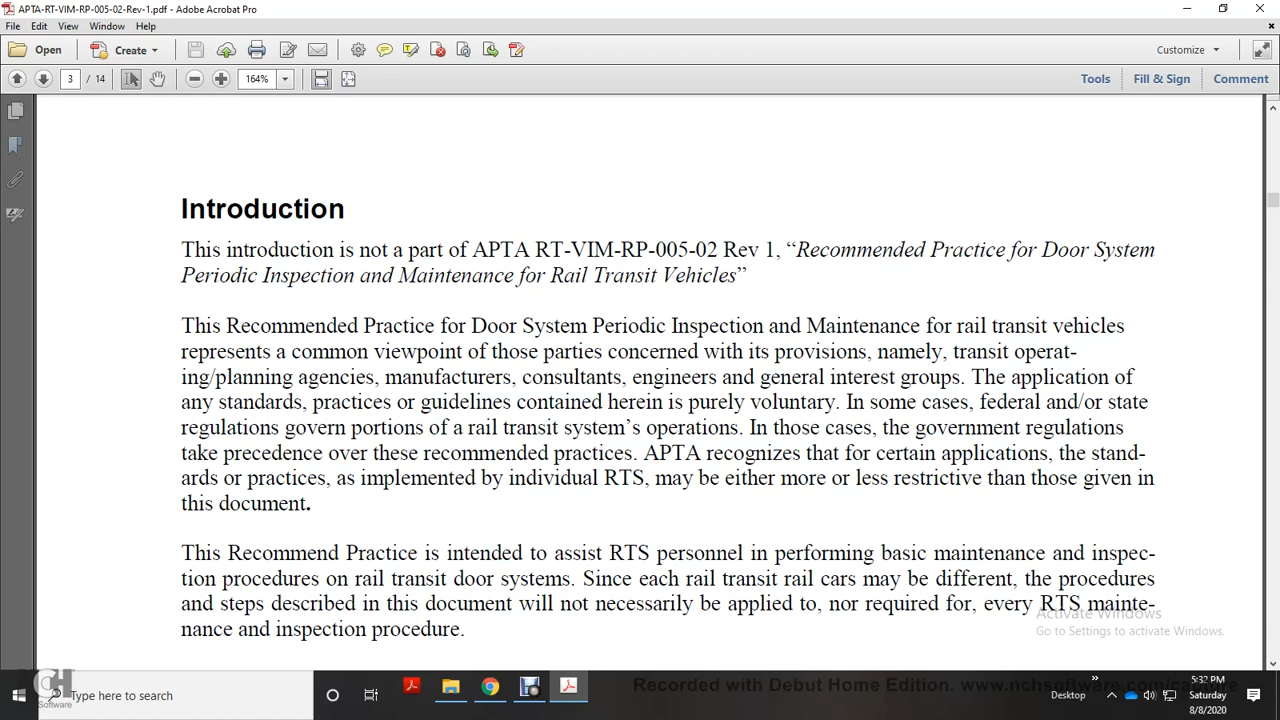 APTA-RT-VIM-RP-005-02-Rev-1.pdf - Adobe Acrobat Pro
File Edit View Window Help
Open Create Customize
3 / 14 164% Tools Fill & Sign Comment
Introduction
This introduction is not a part of APTA RT-VIM-RP-005-02 Rev 1, “Recommended Practice for Door System
Periodic Inspection and Maintenance for Rail Transit Vehicles”
This Recommended Practice for Door System Periodic Inspection and Maintenance for rail transit vehicles
represents a common viewpoint of those parties concerned with its provisions, namely, transit operat-
ing/planning agencies, manufacturers, consultants, engineers and general interest groups. The application of
any standards, practices or guidelines contained herein is purely voluntary. In some cases, federal and/or state
regulations govern portions of a rail transit system’s operations. In those cases, the government regulations
take precedence over these recommended practices. APTA recognizes that for certain applications, the stand-
ards or practices, as implemented by individual RTS, may be either more or less restrictive than those given in
this document.
This Recommend Practice is intended to assist RTS personnel in performing basic maintenance and inspec-
tion procedures on rail transit door systems. Since each rail transit rail cars may be different, the procedures
and steps described in this document will not necessarily be applied to, nor required for, every RTS mainte-
nance and inspection procedure.
Activate Windows
Go to Settings to activate Windows.
NCH Software
Type here to search
Recorded with Debut Home Edition. www.nchsoftware.com/capture
Desktop
5:32 PM
Saturday
8/8/2020